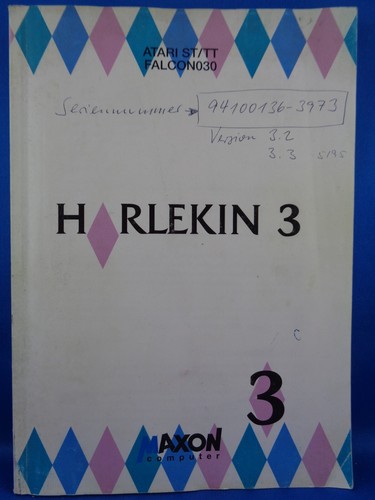 ATARI ST/TT
FALCON030
Seriennummer → 94100136-3973
Version 3.2
3.3 5/95
HARLEKIN 3
c
3
MAXON
computer